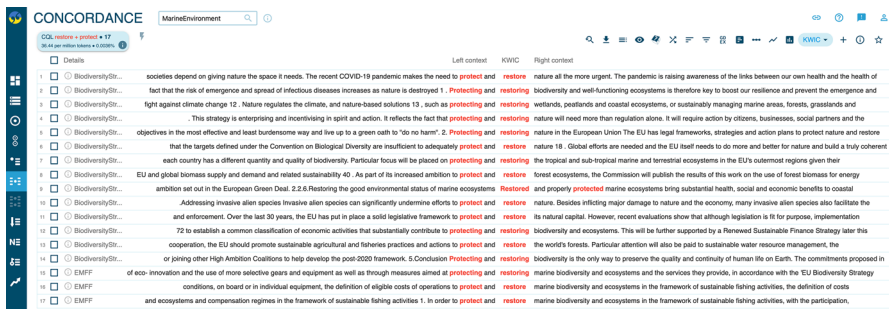 CONCORDANCE MarineEnvironment
CQL restore + protect • 17
36.44 per million tokens • 0.0036%
KWIC
Details Left context KWIC Right context
1 BiodiversityStr... societies depend on giving nature the space it needs. The recent COVID-19 pandemic makes the need to protect and restore nature all the more urgent. The pandemic is raising awareness of the links between our own health and the health of
2 BiodiversityStr... fact that the risk of emergence and spread of infectious diseases increases as nature is destroyed 1 . Protecting and restoring biodiversity and well-functioning ecosystems is therefore key to boost our resilience and prevent the emergence and
3 BiodiversityStr... fight against climate change 12 . Nature regulates the climate, and nature-based solutions 13 , such as protecting and restoring wetlands, peatlands and coastal ecosystems, or sustainably managing marine areas, forests, grasslands and
4 BiodiversityStr... . This strategy is enterprising and incentivising in spirit and action. It reflects the fact that protecting and restoring nature will need more than regulation alone. It will require action by citizens, businesses, social partners and the
5 BiodiversityStr... objectives in the most effective and least burdensome way and live up to a green oath to "do no harm". 2. Protecting and restoring nature in the European Union The EU has legal frameworks, strategies and action plans to protect nature and restore
6 BiodiversityStr... that the targets defined under the Convention on Biological Diversity are insufficient to adequately protect and restore nature 18 . Global efforts are needed and the EU itself needs to do more and better for nature and build a truly coherent
7 BiodiversityStr... each country has a different quantity and quality of biodiversity. Particular focus will be placed on protecting and restoring the tropical and sub-tropical marine and terrestrial ecosystems in the EU's outermost regions given their
8 BiodiversityStr... EU and global biomass supply and demand and related sustainability 40 . As part of its increased ambition to protect and restore forest ecosystems, the Commission will publish the results of this work on the use of forest biomass for energy
9 BiodiversityStr... ambition set out in the European Green Deal. 2.2.6.Restoring the good environmental status of marine ecosystems Restored and properly protected marine ecosystems bring substantial health, social and economic benefits to coastal
10 BiodiversityStr... .Addressing invasive alien species Invasive alien species can significantly undermine efforts to protect and restore nature. Besides inflicting major damage to nature and the economy, many invasive alien species also facilitate the
11 BiodiversityStr... and enforcement. Over the last 30 years, the EU has put in place a solid legislative framework to protect and restore its natural capital. However, recent evaluations show that although legislation is fit for purpose, implementation
12 BiodiversityStr... 72 to establish a common classification of economic activities that substantially contribute to protecting and restoring biodiversity and ecosystems. This will be further supported by a Renewed Sustainable Finance Strategy later this
13 BiodiversityStr... cooperation, the EU should promote sustainable agricultural and fisheries practices and actions to protect and restore the world's forests. Particular attention will also be paid to sustainable water resource management, the
14 BiodiversityStr... or joining other High Ambition Coalitions to help develop the post-2020 framework. 5.Conclusion Protecting and restoring biodiversity is the only way to preserve the quality and continuity of human life on Earth. The commitments proposed in
15 EMFF of eco- innovation and the use of more selective gears and equipment as well as through measures aimed at protecting and restoring marine biodiversity and ecosystems and the services they provide, in accordance with the 'EU Biodiversity Strategy
16 EMFF conditions, on board or in individual equipment, the definition of eligible costs of operations to protect and restore marine biodiversity and ecosystems in the framework of sustainable fishing activities, the definition of costs
17 EMFF and ecosystems and compensation regimes in the framework of sustainable fishing activities 1. In order to protect and restore marine biodiversity and ecosystems in the framework of sustainable fishing activities, with the participation,